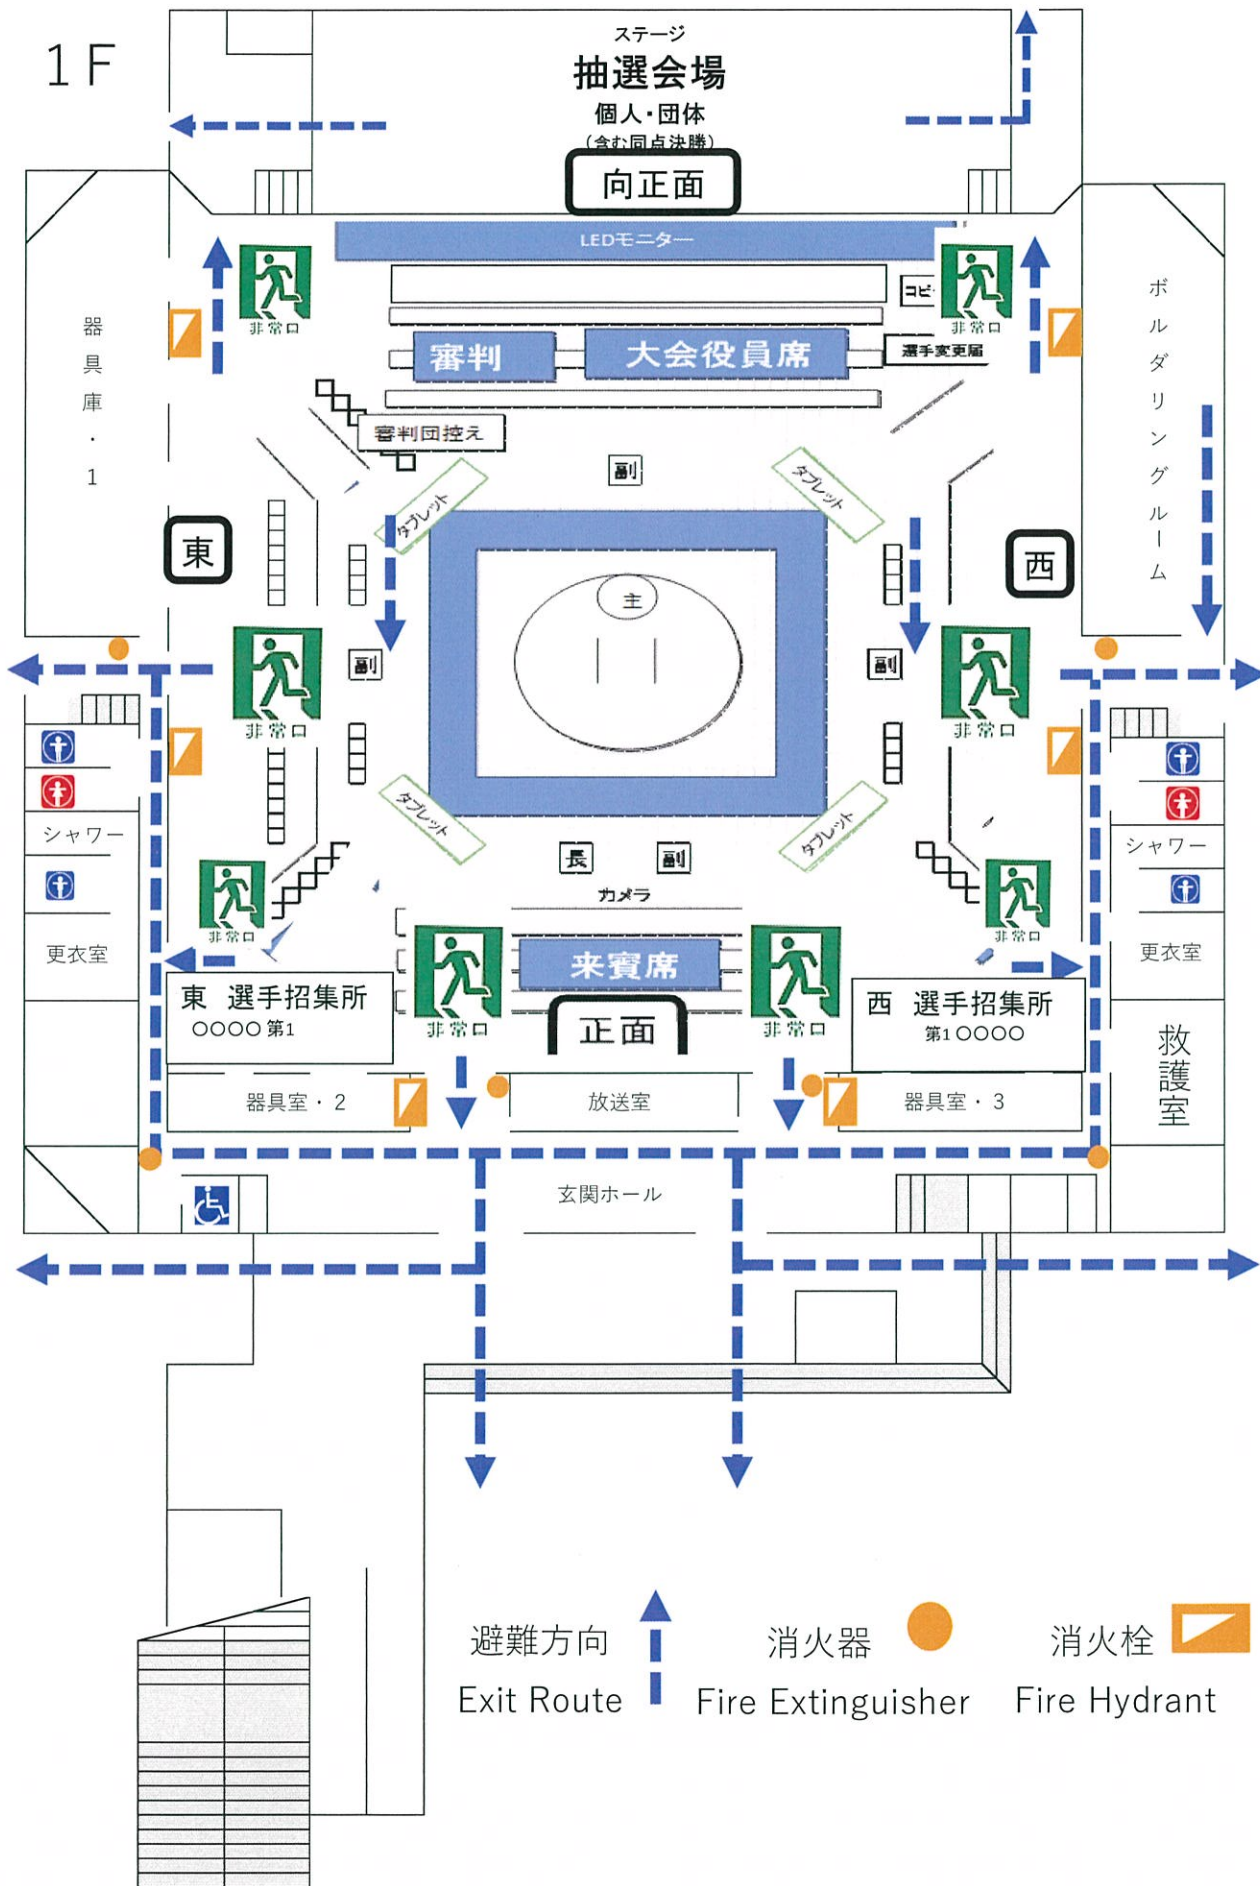 1F
ステージ
抽選会場
個人・団体
(含む同点決勝)
向正面
LEDモニター
非常口
非常口
コピ
審判
大会役員席
選手変更届
器具庫・1
ボルダリングルーム
審判団控え
副
タブレット
タブレット
東
西
主
副
副
非常口
非常口
シャワー
シャワー
タブレット
タブレット
長
副
カメラ
非常口
非常口
更衣室
更衣室
来賓席
東 選手招集所
○○○○第1
非常口
正面
非常口
西 選手招集所
第1○○○○
救護室
器具室・2
放送室
器具室・3
玄関ホール
避難方向
消火器
消火栓
Exit Route
Fire Extinguisher
Fire Hydrant